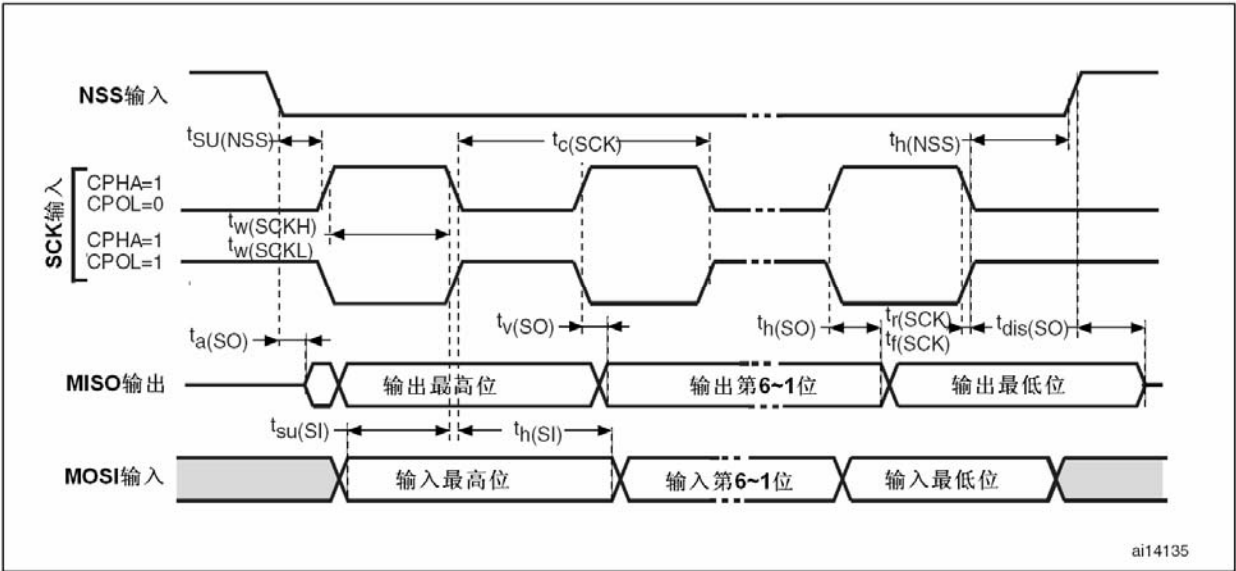 NSS输入
tSU(NSS)
tc(SCK)
th(NSS)
SCK输入
CPHA=1
CPOL=0
tw(SCKH)
tw(SCKL)
CPHA=1
CPOL=1
ta(SO)
tv(SO)
th(SO)
tr(SCK)
tf(SCK)
tdis(SO)
MISO输出
输出最高位
输出第6~1位
输出最低位
tsu(SI)
th(SI)
MOSI输入
输入最高位
输入第6~1位
输入最低位
ai14135